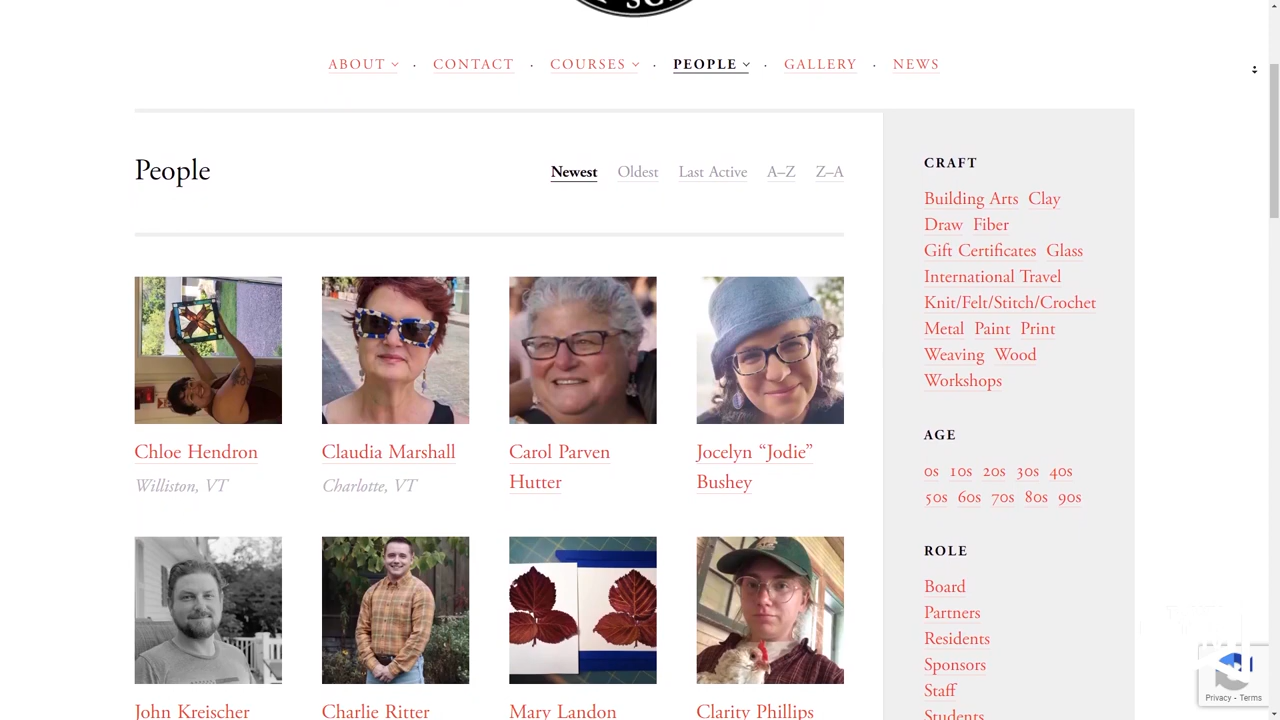 SC
ABOUT · CONTACT · COURSES · PEOPLE · GALLERY · NEWS
People
Newest Oldest Last Active A–Z Z–A
Chloe Hendron
Williston, VT
Claudia Marshall
Charlotte, VT
Carol Parven
Hutter
Jocelyn “Jodie”
Bushey
John Kreischer
Charlie Ritter
Mary Landon
Clarity Phillips
CRAFT
Building Arts Clay
Draw Fiber
Gift Certificates Glass
International Travel
Knit/Felt/Stitch/Crochet
Metal Paint Print
Weaving Wood
Workshops
AGE
0s 10s 20s 30s 40s
50s 60s 70s 80s 90s
ROLE
Board
Partners
Residents
Sponsors
Staff
Students
Privacy - Terms